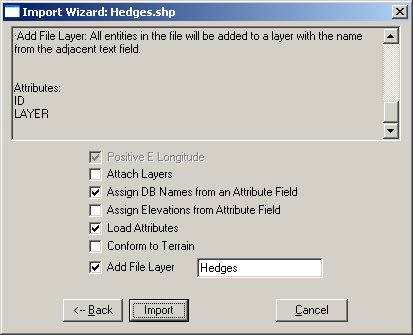 Import Wizard: Hedges.shp
·Add File Layer: All entities in the file will be added to a layer with the name
from the adjacent text field.
Attributes:
ID
LAYER
Positive E Longitude
Attach Layers
Assign DB Names from an Attribute Field
Assign Elevations from Attribute Field
Load Attributes
Conform to Terrain
Add File Layer Hedges
<-- Back Import Cancel